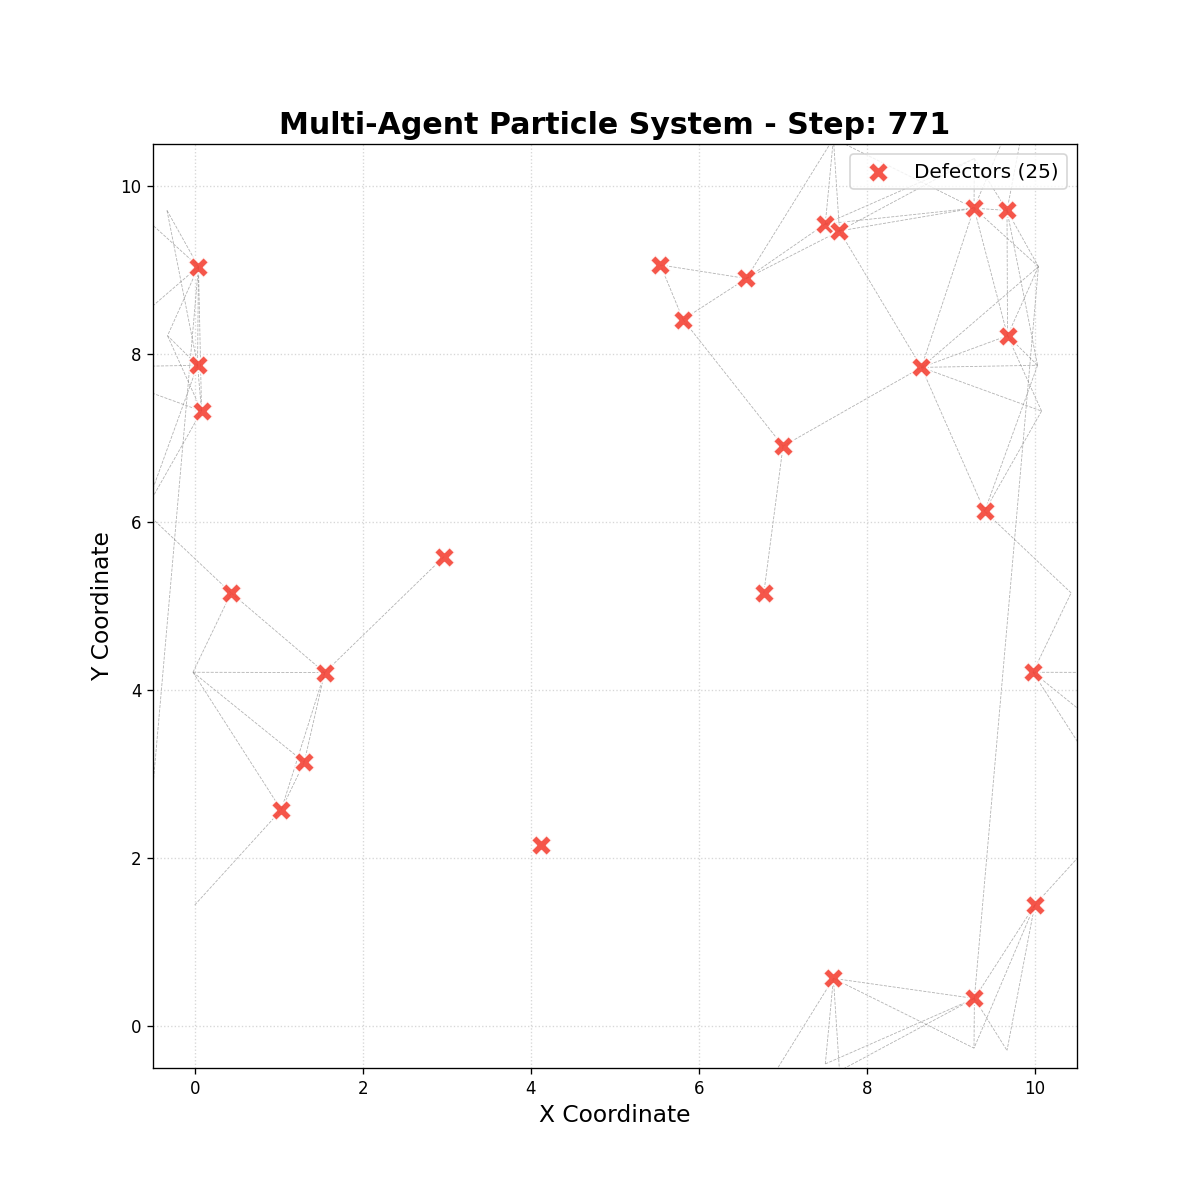 Multi-Agent Particle System - Step: 771
Defectors (25)
10
8
6
4
2
0
Y Coordinate
0 2 4 6 8 10
X Coordinate